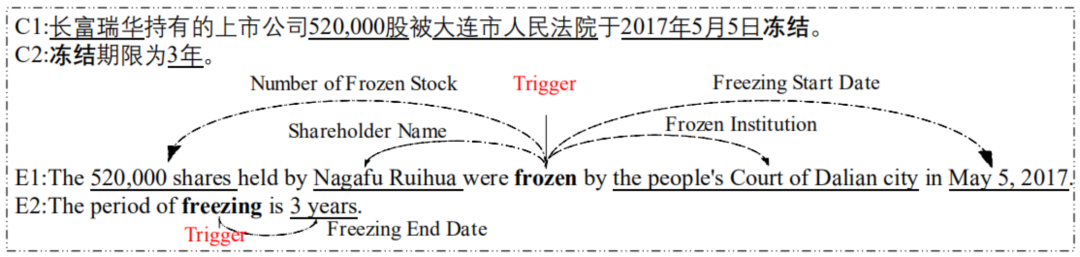 C1:长富瑞华持有的上市公司520,000股被大连市人民法院于2017年5月5日冻结。
C2:冻结期限为3年。
Number of Frozen Stock Trigger Freezing Start Date
Shareholder Name Frozen Institution
E1:The 520,000 shares held by Nagafu Ruihua were frozen by the people's Court of Dalian city in May 5, 2017.
E2:The period of freezing is 3 years.
Trigger Freezing End Date